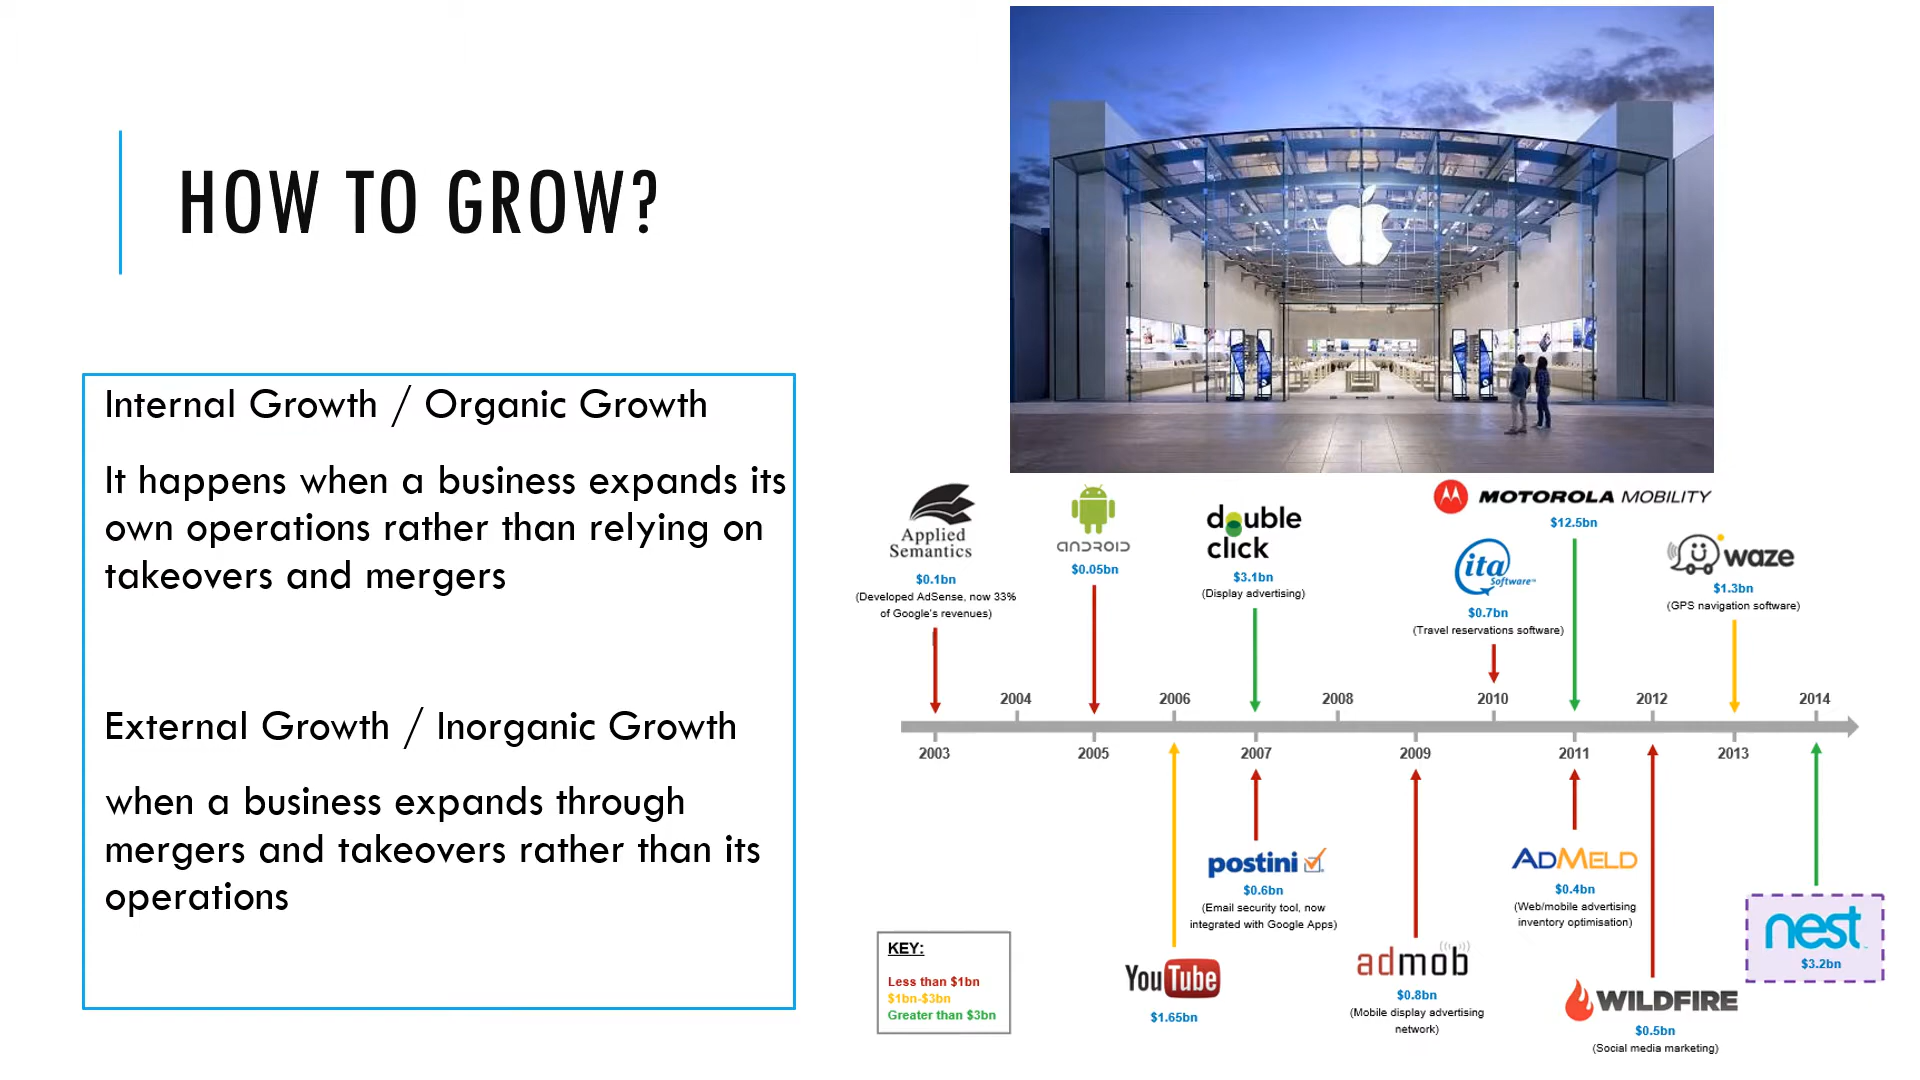 HOW TO GROW?
Internal Growth / Organic Growth
It happens when a business expands its
own operations rather than relying on
takeovers and mergers
External Growth / Inorganic Growth
when a business expands through
mergers and takeovers rather than its
operations
Applied
Semantics
$0.1bn
(Developed AdSense, now 33%
of Google's revenues)
ANDROID
$0.05bn
double
click
$3.1bn
(Display advertising)
MOTOROLA MOBILITY
$12.5bn
ita
Software™
$0.7bn
(Travel reservations software)
waze
$1.3bn
(GPS navigation software)
2004
2006
2008
2010
2012
2014
2003
2005
2007
2009
2011
2013
postini
$0.6bn
(Email security tool, now
integrated with Google Apps)
ADMELD
$0.4bn
(Web/mobile advertising
inventory optimisation)
nest™
$3.2bn
KEY:
Less than $1bn
$1bn-$3bn
Greater than $3bn
YouTube
$1.65bn
admob
$0.8bn
(Mobile display advertising
network)
WILDFIRE
$0.5bn
(Social media marketing)